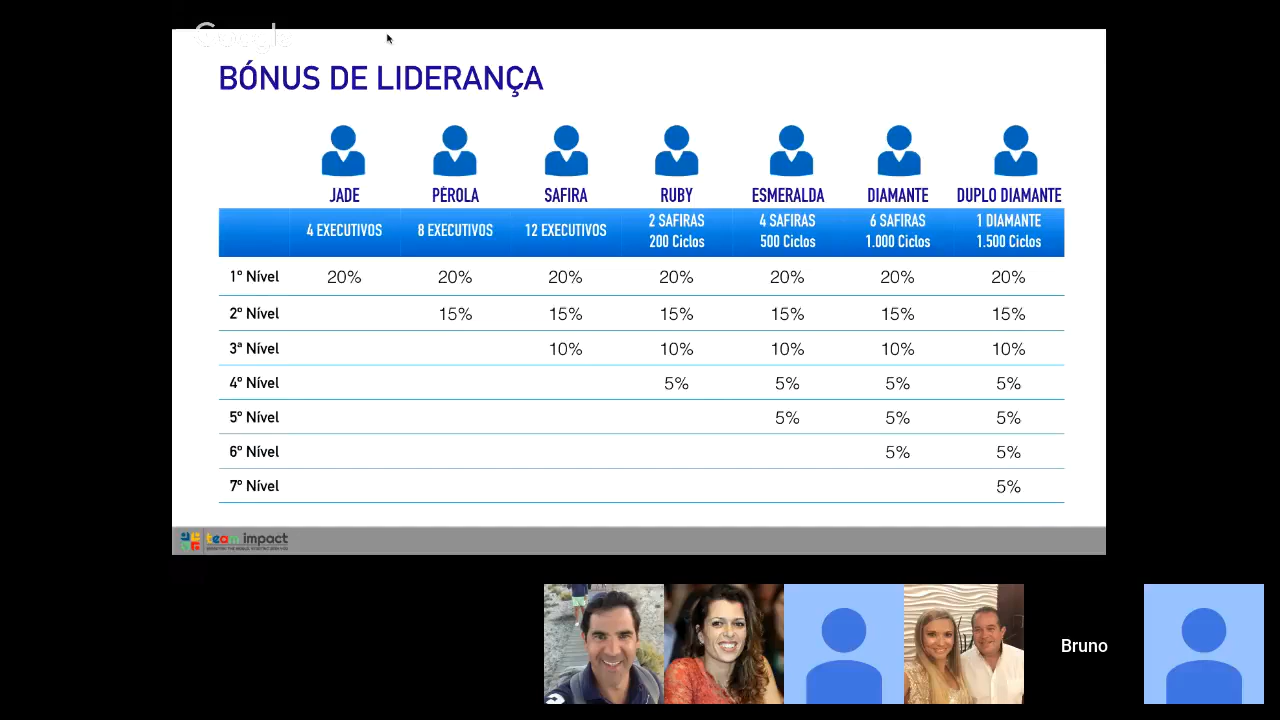 Google
BÓNUS DE LIDERANÇA
JADE PÉROLA SAFIRA RUBY ESMERALDA DIAMANTE DUPLO DIAMANTE
4 EXECUTIVOS 8 EXECUTIVOS 12 EXECUTIVOS 2 SAFIRAS 4 SAFIRAS 6 SAFIRAS 1 DIAMANTE
200 Ciclos 500 Ciclos 1.000 Ciclos 1.500 Ciclos
1º Nível 20% 20% 20% 20% 20% 20% 20%
2º Nível 15% 15% 15% 15% 15% 15%
3ª Nível 10% 10% 10% 10% 10%
4º Nível 5% 5% 5% 5%
5º Nível 5% 5% 5%
6º Nível 5% 5%
7º Nível 5%
team impact
Bruno